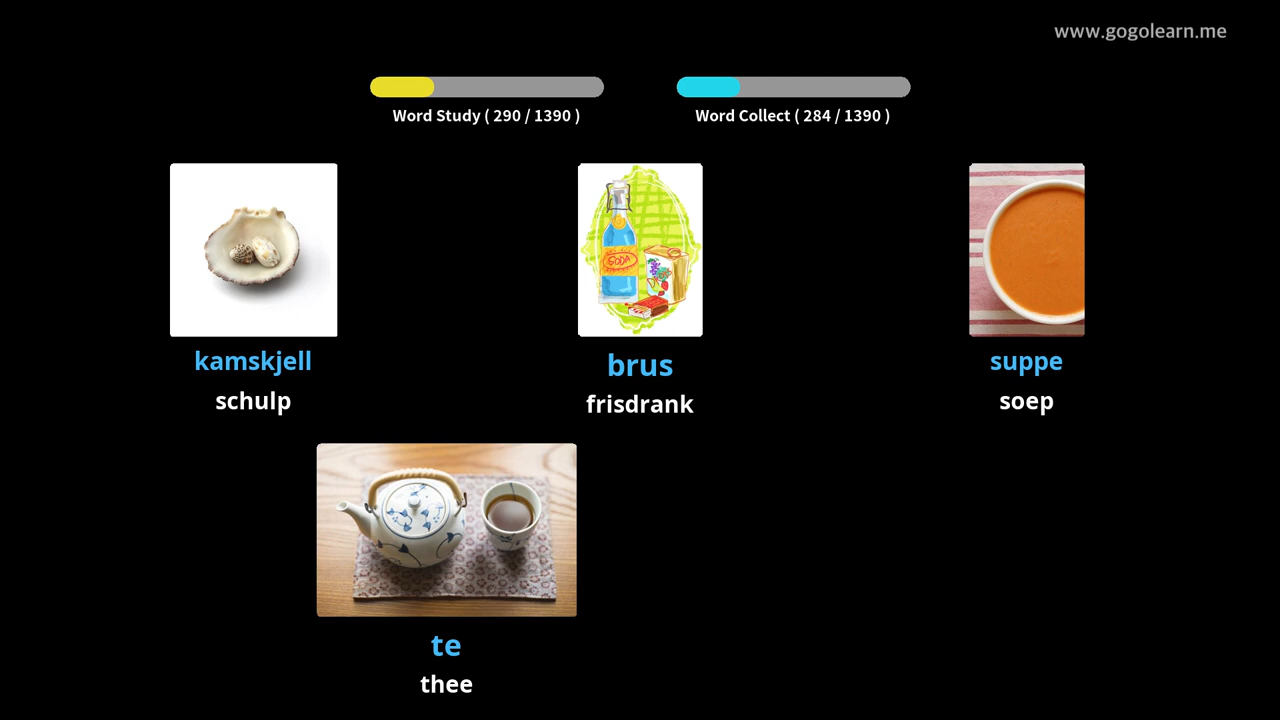 www.gogolearn.me
Word Study ( 290 / 1390 )
Word Collect ( 284 / 1390 )
SODA
kamskjell
schulp
brus
frisdrank
suppe
soep
te
thee